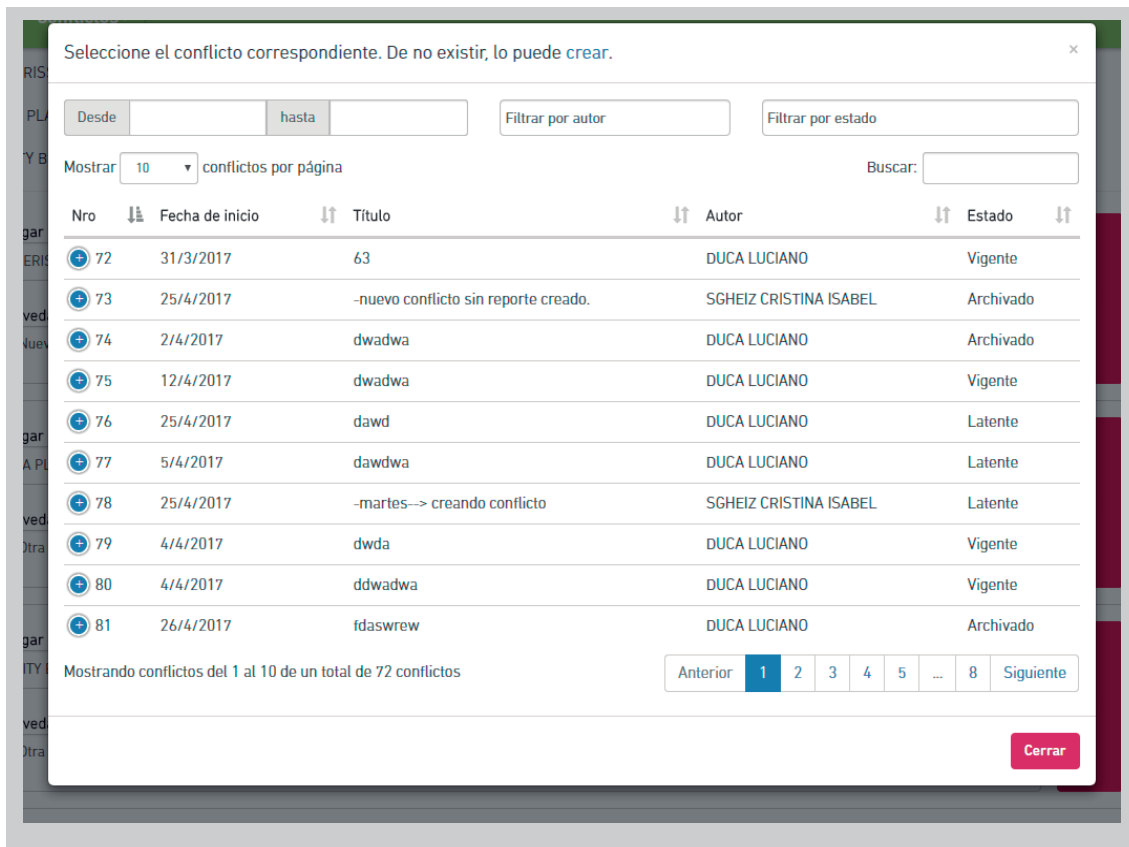 Seleccione el conflicto correspondiente. De no existir, lo puede crear. ×
Desde hasta Filtrar por autor Filtrar por estado
Mostrar 10 conflictos por página Buscar:
Nro Fecha de inicio Título Autor Estado
72 31/3/2017 63 DUCA LUCIANO Vigente
73 25/4/2017 -nuevo conflicto sin reporte creado. SGHEIZ CRISTINA ISABEL Archivado
74 2/4/2017 dwadwa DUCA LUCIANO Archivado
75 12/4/2017 dwadwa DUCA LUCIANO Vigente
76 25/4/2017 dawd DUCA LUCIANO Latente
77 5/4/2017 dawdwa DUCA LUCIANO Latente
78 25/4/2017 -martes--> creando conflicto SGHEIZ CRISTINA ISABEL Latente
79 4/4/2017 dwda DUCA LUCIANO Vigente
80 4/4/2017 ddwadwa DUCA LUCIANO Vigente
81 26/4/2017 fdaswrew DUCA LUCIANO Archivado
Mostrando conflictos del 1 al 10 de un total de 72 conflictos Anterior 1 2 3 4 5 ... 8 Siguiente
Cerrar